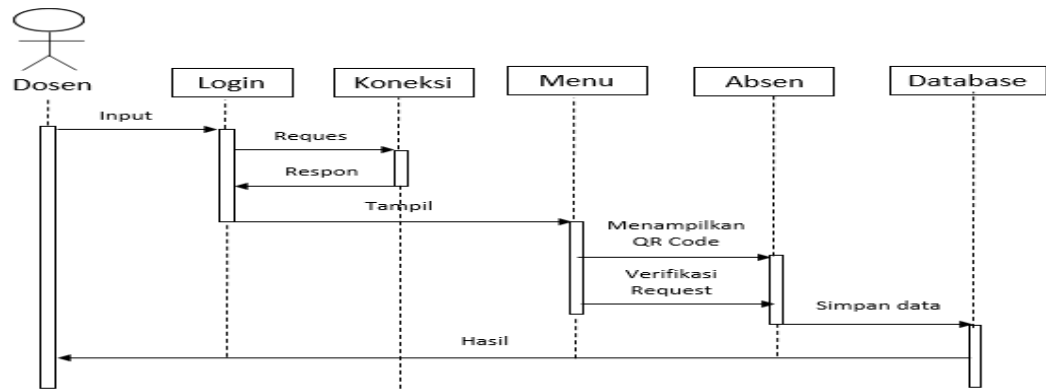 Dosen
Login
Koneksi
Menu
Absen
Database
Input
Reques
Respon
Tampil
Menampilkan
QR Code
Verifikasi
Request
Simpan data
Hasil